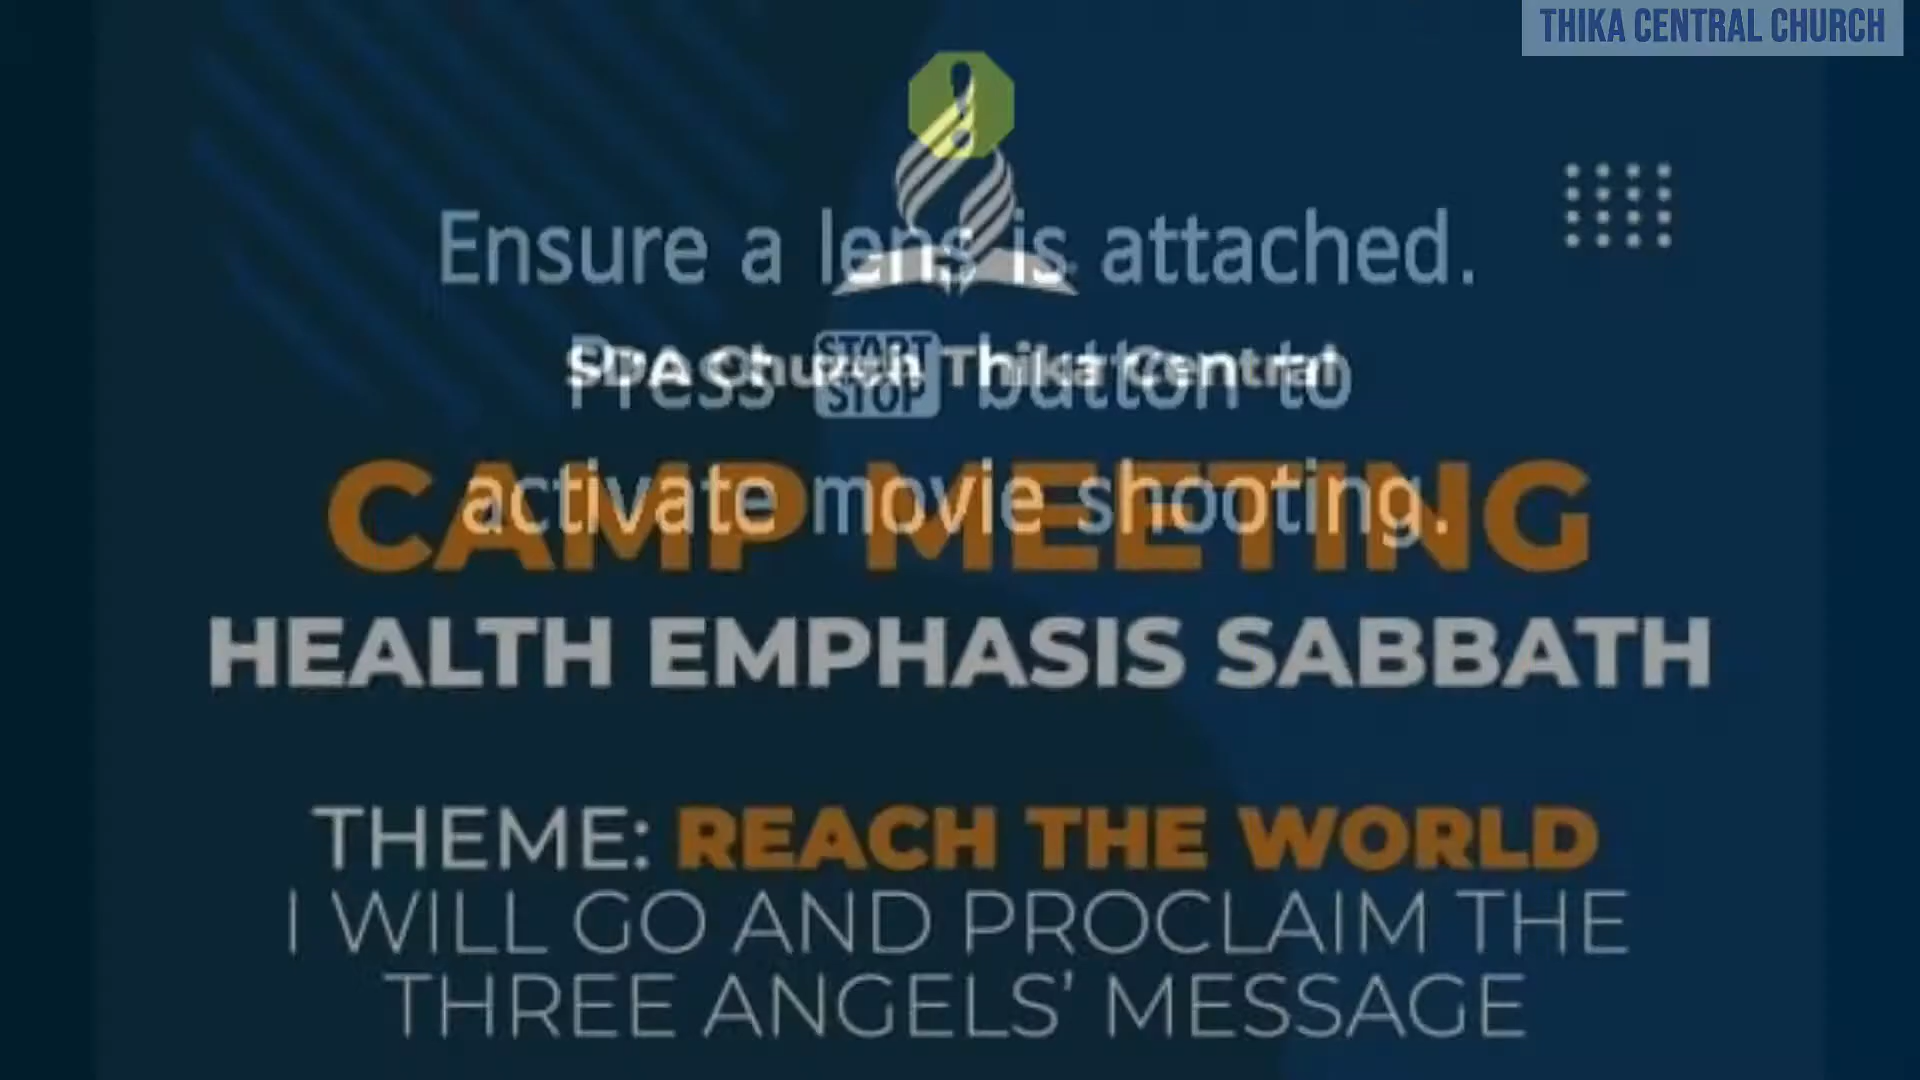 THIKA CENTRAL CHURCH
Ensure a lens is attached.
SDA Church Thika Central
Press START STOP button to
activate movie shooting.
CAMP MEETING
HEALTH EMPHASIS SABBATH
THEME: REACH THE WORLD
I WILL GO AND PROCLAIM THE
THREE ANGELS’ MESSAGE